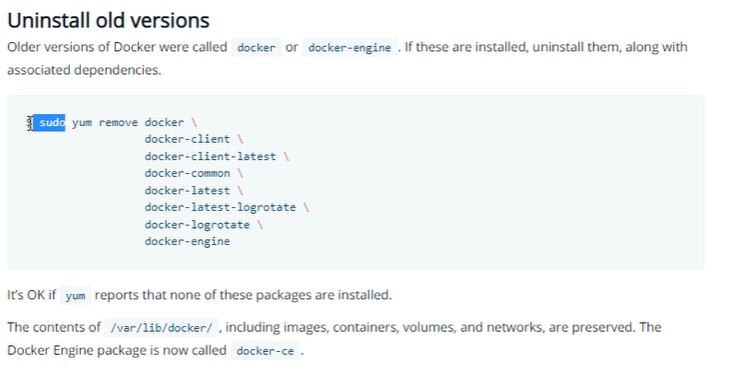 Uninstall old versions
Older versions of Docker were called docker or docker-engine . If these are installed, uninstall them, along with
associated dependencies.
$ sudo yum remove docker \
docker-client \
docker-client-latest \
docker-common \
docker-latest \
docker-latest-logrotate \
docker-logrotate \
docker-engine
It's OK if yum reports that none of these packages are installed.
The contents of /var/lib/docker/ , including images, containers, volumes, and networks, are preserved. The
Docker Engine package is now called docker-ce .